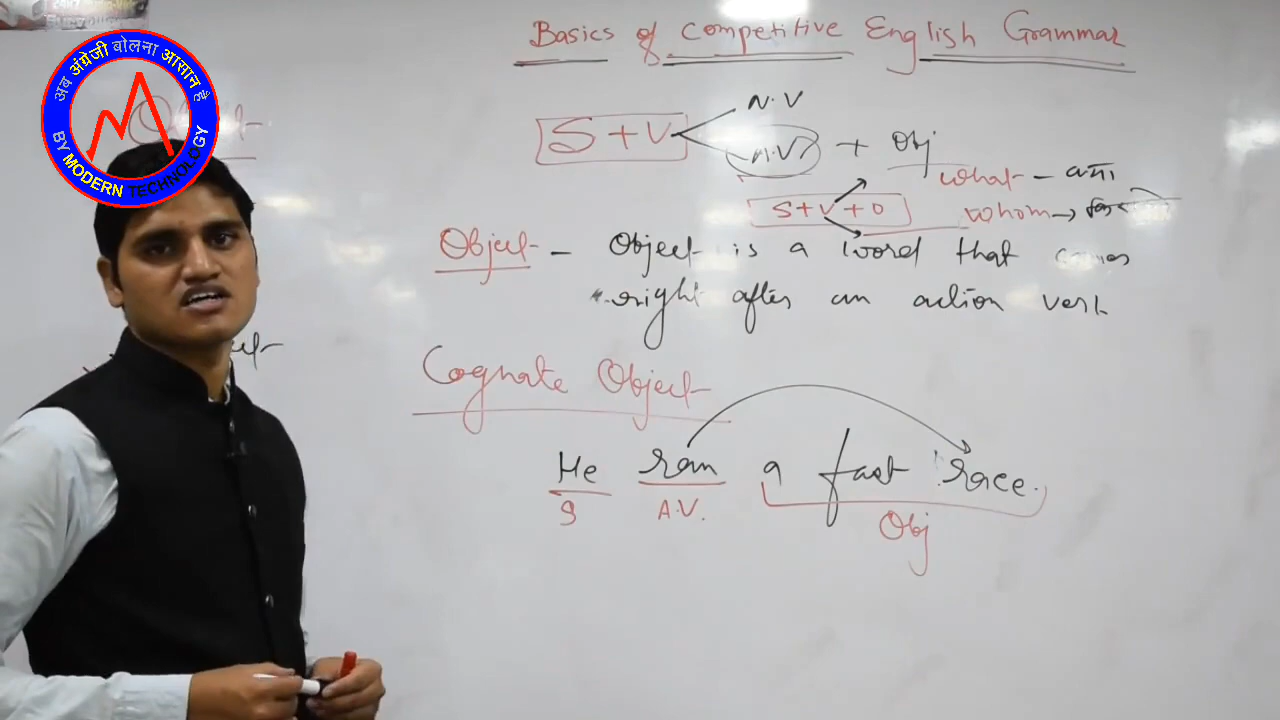 Basics of Competitive English Grammar
अब अंग्रेजी बोलना आसान है
BY MODERN TECHNOLOGY
S + V
N.V
A.V. + Obj
what -
S + V + O
whom →
Object - Object is a word that comes
right after an action verb
Cognate Object
He ran a fast race.
S A.V. Obj